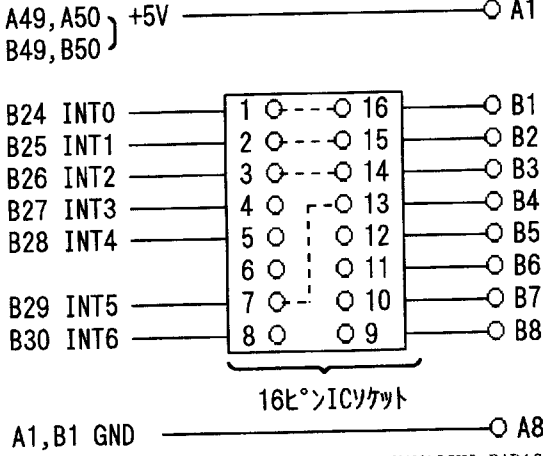 A49, A50 +5V A1
B49, B50
B24 INT0 1 16 B1
B25 INT1 2 15 B2
B26 INT2 3 14 B3
B27 INT3 4 13 B4
B28 INT4 5 12 B5
6 11 B6
B29 INT5 7 10 B7
B30 INT6 8 9 B8
16ピンICソケット
A1, B1 GND A8